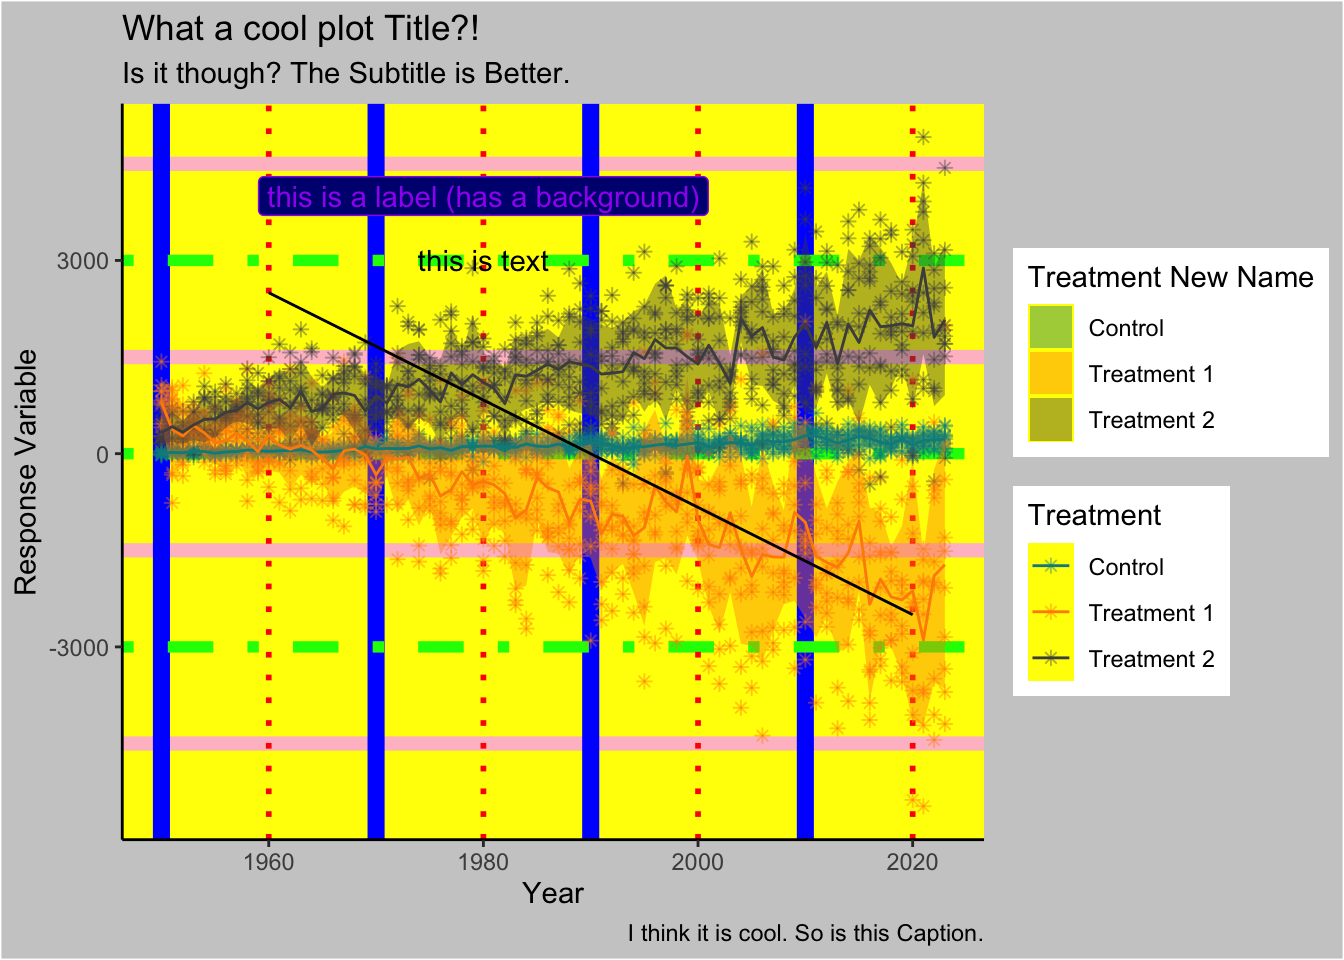 What a cool plot Title?!
Is it though? The Subtitle is Better.
this is a label (has a background)
this is text
3000
0
-3000
Response Variable
1960
1980
2000
2020
Year
I think it is cool. So is this Caption.
Treatment New Name
Control
Treatment 1
Treatment 2
Treatment
Control
Treatment 1
Treatment 2